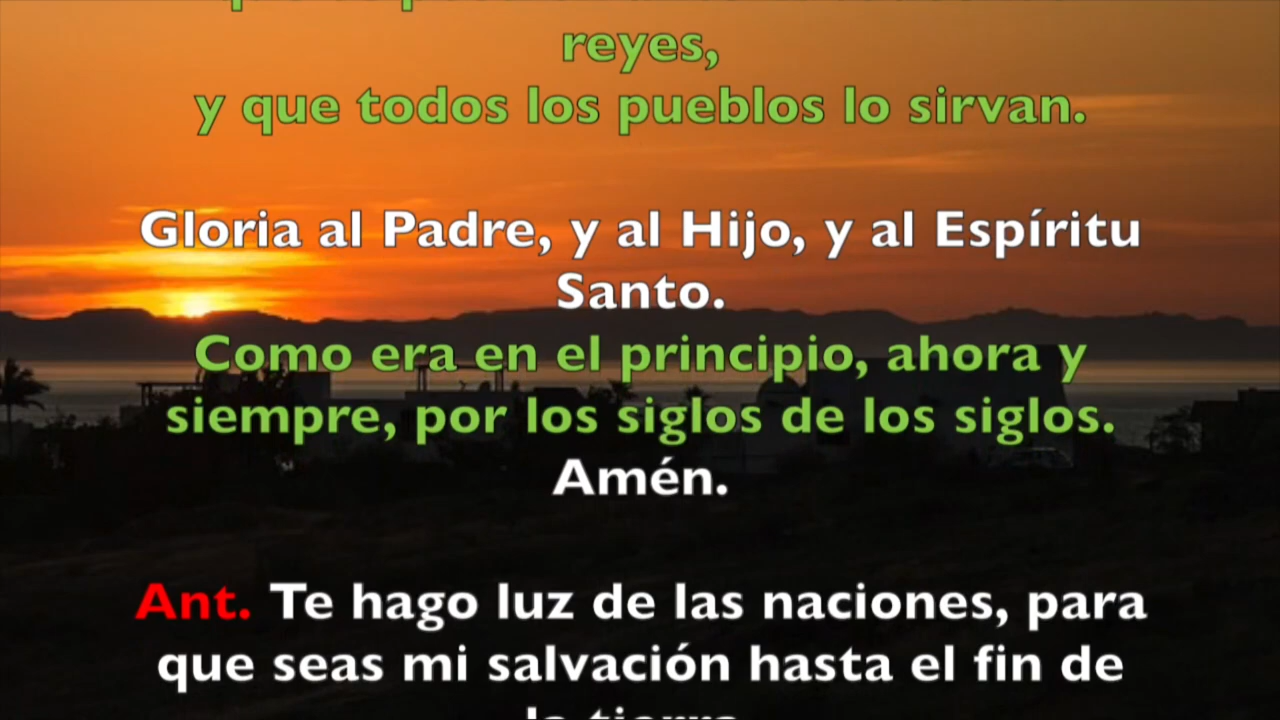 reyes,
y que todos los pueblos lo sirvan.
Gloria al Padre, y al Hijo, y al Espíritu
Santo.
Como era en el principio, ahora y
siempre, por los siglos de los siglos.
Amén.
Ant. Te hago luz de las naciones, para
que seas mi salvación hasta el fin de
la tierra